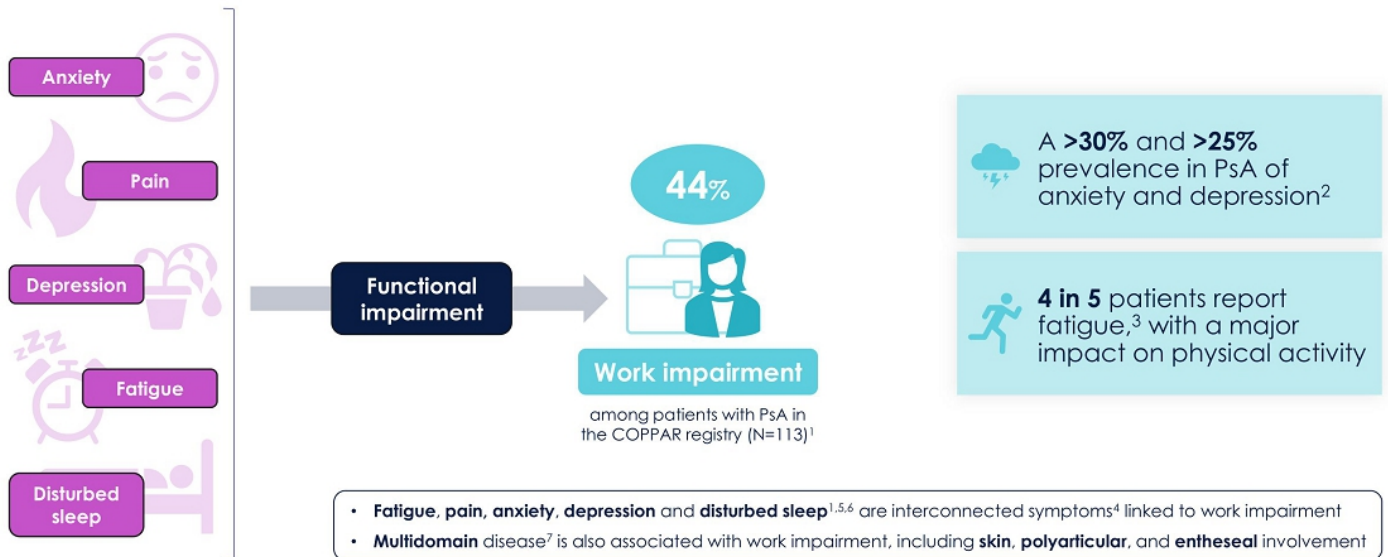 Anxiety
Pain
Depression
zzz
Fatigue
Disturbed
sleep
Functional
impairment
44%
Work impairment
among patients with PsA in
the COPPAR registry (N=113)1
A >30% and >25%
prevalence in PsA of
anxiety and depression2
4 in 5 patients report
fatigue,3 with a major
impact on physical activity
• Fatigue, pain, anxiety, depression and disturbed sleep1,5,6 are interconnected symptoms4 linked to work impairment
• Multidomain disease7 is also associated with work impairment, including skin, polyarticular, and entheseal involvement